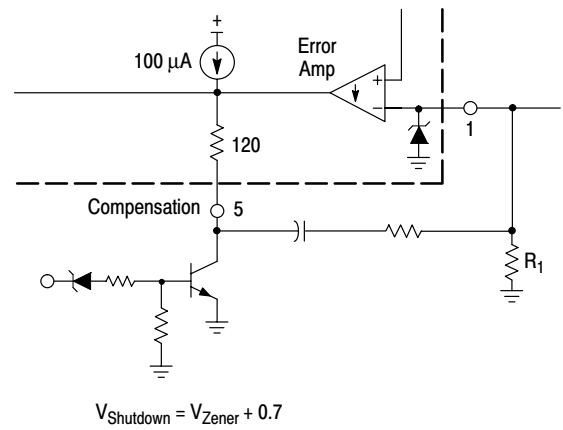 +
100 μA
Error
Amp
+
−
1
120
Compensation
5
R1
VShutdown = VZener + 0.7